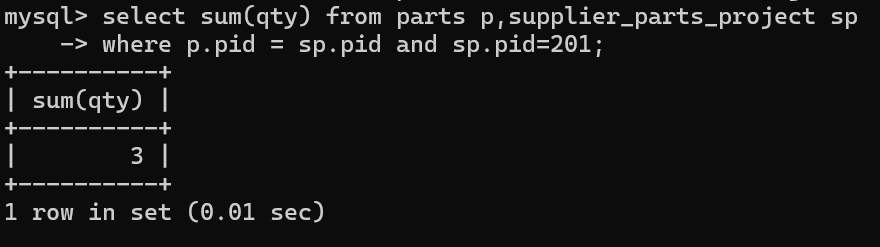 mysql> select sum(qty) from parts p,supplier_parts_project sp
    -> where p.pid = sp.pid and sp.pid=201;
+----------+
| sum(qty) |
+----------+
|        3 |
+----------+
1 row in set (0.01 sec)